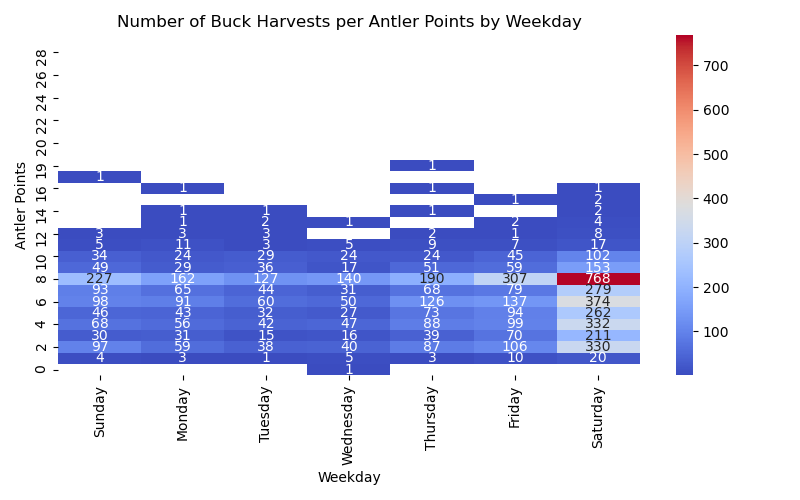 Number of Buck Harvests per Antler Points by Weekday
Antler Points
28
26
24
22
20
19 1
1
16 1 1 1
1 2
14 1 1 1 2
1 2 1 2 4
12 3 3 3 2 1 8
5 11 3 5 9 7 17
10 34 24 29 24 24 45 102
49 29 36 17 51 59 153
8 227 162 127 140 190 307 768
93 65 44 31 68 79 279
6 98 91 60 50 126 137 374
46 43 32 27 73 94 262
4 68 56 42 47 88 99 332
30 31 15 16 39 70 211
2 97 59 38 40 87 106 330
4 3 1 5 3 10 20
0 1
Sunday
Monday
Tuesday
Wednesday
Thursday
Friday
Saturday
Weekday
700
600
500
400
300
200
100